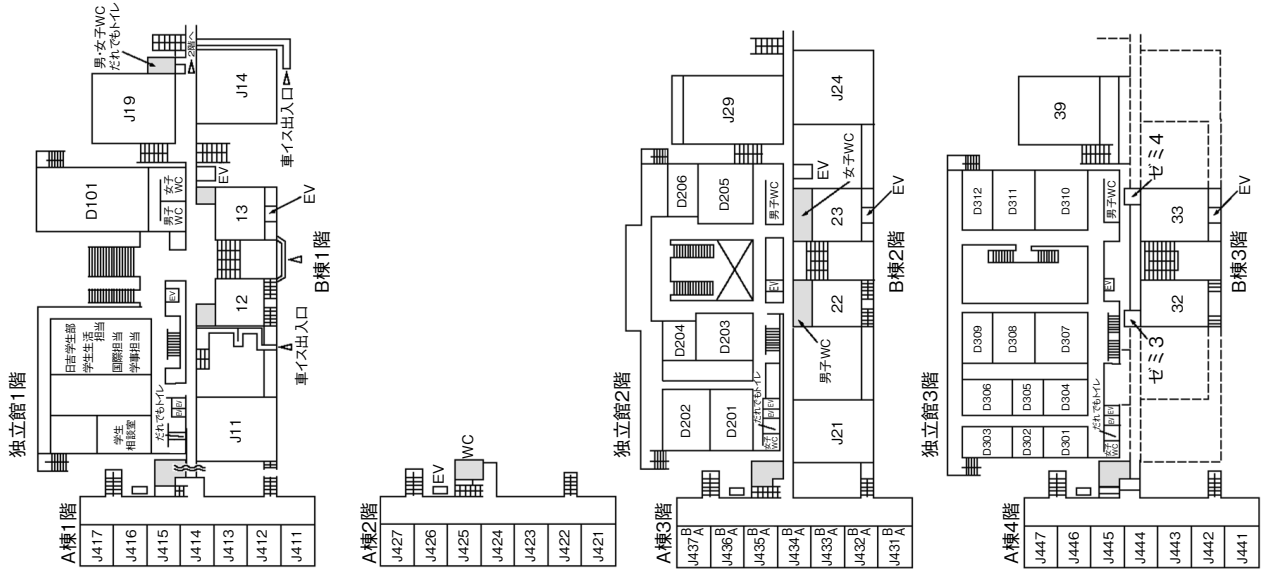 独立館1階
A棟1階
J417
J416
J415
J414
J413
J412
J411
学生
相談室
日吉学生部
学生生活
担当
国際担当
学事担当
だれでもトイレ
EV
EV
EV
D101
男子
WC
女子
WC
J19
男・女子WC
だれでもトイレ
2階へ
J14
車イス出入口
EV
13
EV
12
車イス出入口
J11
B棟1階
A棟2階
J427
J426
J425
J424
J423
J422
J421
EV
WC
独立館2階
A棟3階
J437 B A
J436 B A
J435 B A
J434 B A
J433 B A
J432 B A
J431 B A
D202
D201
D204
D203
D206
D205
女子
WC
だれでもトイレ
EV
EV
EV
男子WC
J29
J24
EV
女子WC
23
EV
22
男子WC
J21
B棟2階
独立館3階
A棟4階
J447
J446
J445
J444
J443
J442
J441
D303
D302
D301
D306
D305
D304
D309
D308
D307
D312
D311
D310
女子
WC
だれでもトイレ
EV
EV
EV
男子WC
39
ゼミ3
ゼミ4
32
33
EV
B棟3階